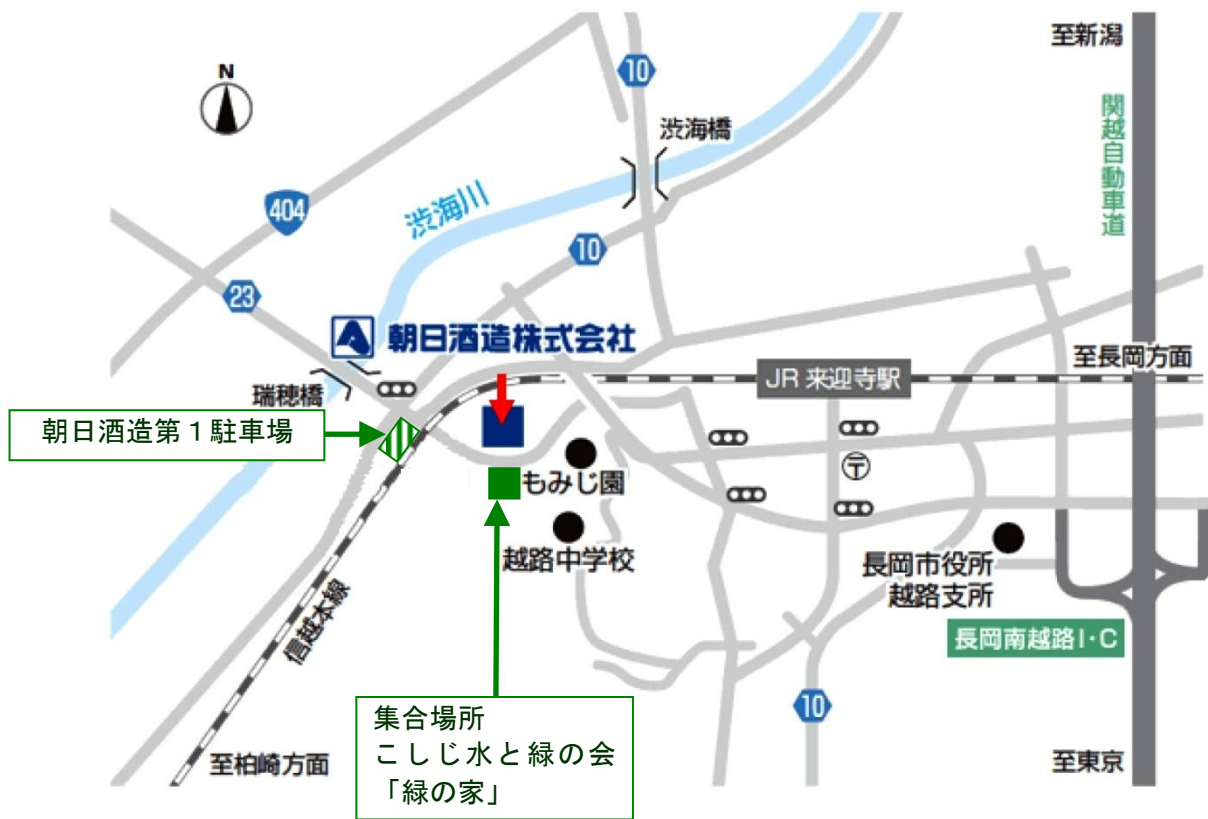 至新潟
N
10
関越自動車道
渋海橋
404
渋海川
10
23
朝日酒造株式会社
至長岡方面
JR 来迎寺駅
瑞穂橋
朝日酒造第1駐車場
〒
もみじ園
越路中学校
長岡市役所
越路支所
信越本線
長岡南越路I・C
10
集合場所
こしじ水と緑の会
「緑の家」
至柏崎方面
至東京